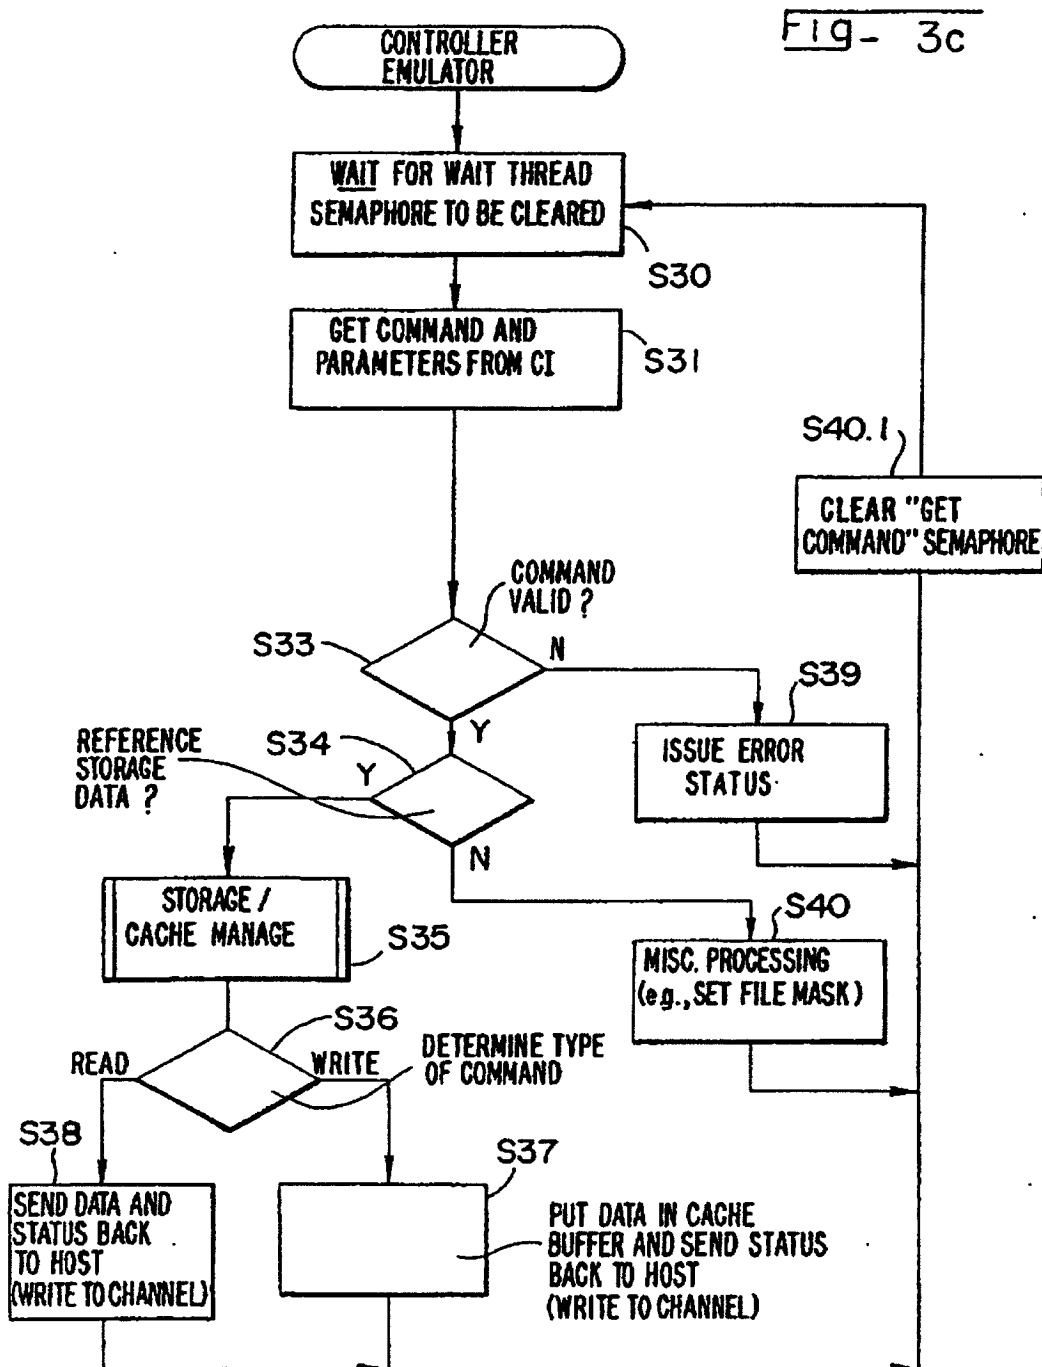 Fig- 3c
CONTROLLER
EMULATOR
WAIT FOR WAIT THREAD
SEMAPHORE TO BE CLEARED
S30
GET COMMAND AND
PARAMETERS FROM CI
S31
S40.1
CLEAR "GET
COMMAND" SEMAPHORE
COMMAND
VALID ?
S33
N
Y
S39
ISSUE ERROR
STATUS
REFERENCE
STORAGE
DATA ?
S34
Y
N
STORAGE /
CACHE MANAGE
S35
S40
MISC. PROCESSING
(e.g., SET FILE MASK)
S36
READ
WRITE
DETERMINE TYPE
OF COMMAND
S38
SEND DATA AND
STATUS BACK
TO HOST
(WRITE TO CHANNEL)
S37
PUT DATA IN CACHE
BUFFER AND SEND STATUS
BACK TO HOST
(WRITE TO CHANNEL)